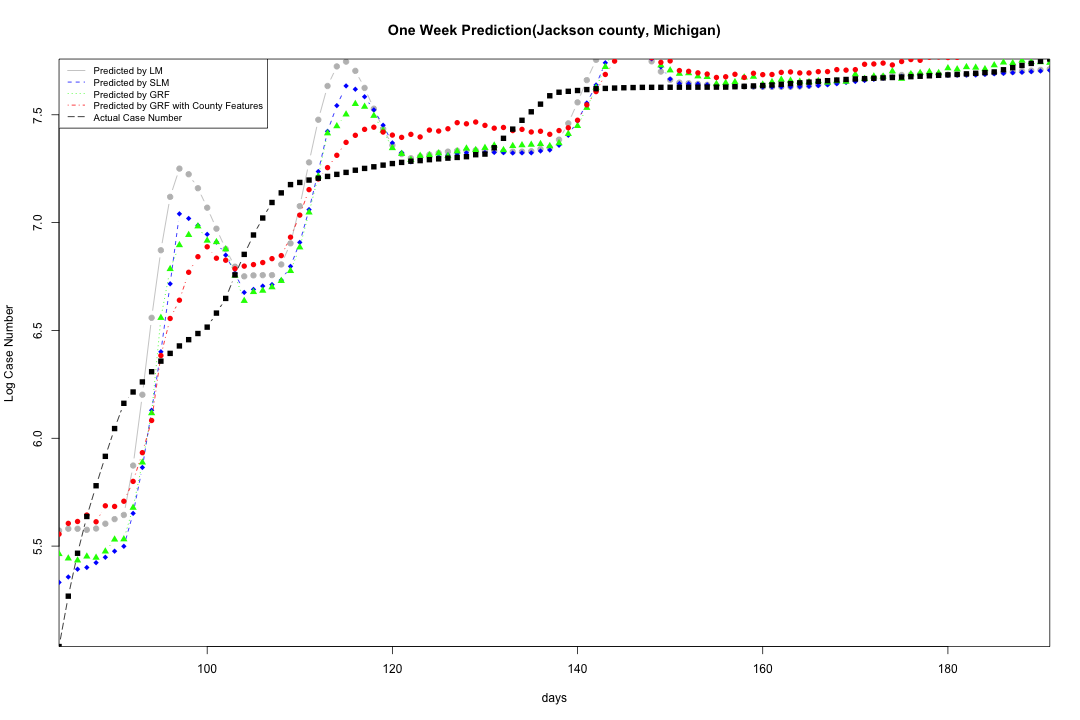 One Week Prediction(Jackson county, Michigan)
Predicted by LM
Predicted by SLM
Predicted by GRF
Predicted by GRF with County Features
Actual Case Number
Log Case Number
7.5
7.0
6.5
6.0
5.5
100 120 140 160 180
days